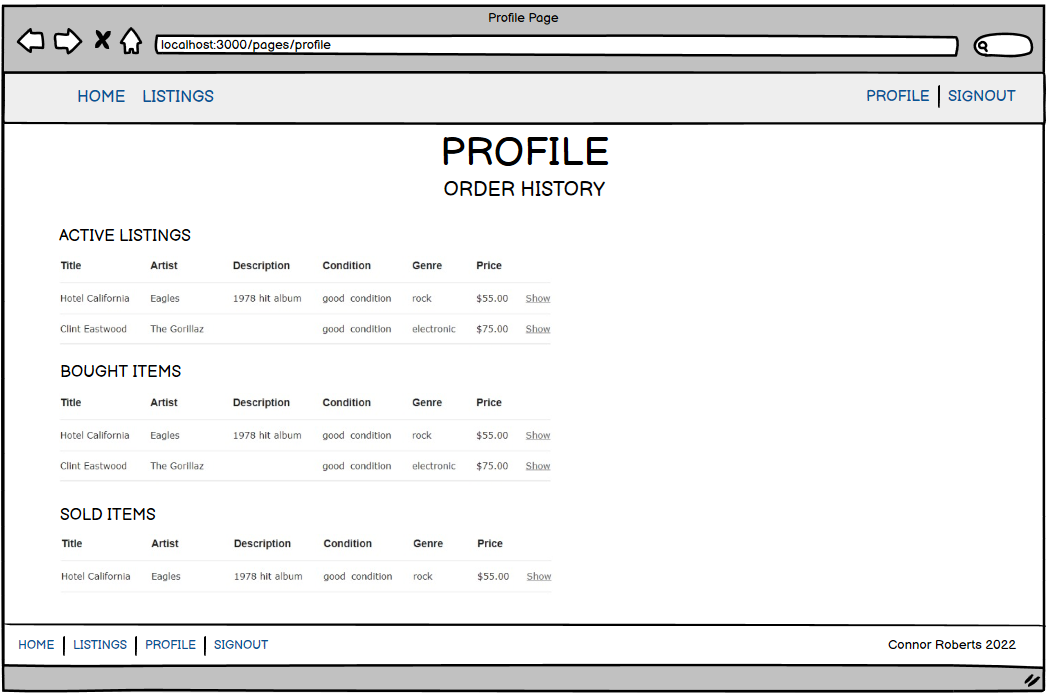 Profile Page
localhost:3000/pages/profile
HOME LISTINGS PROFILE SIGNOUT
PROFILE
ORDER HISTORY
ACTIVE LISTINGS
Title Artist Description Condition Genre Price
Hotel California Eagles 1978 hit album good condition rock $55.00 Show
Clint Eastwood The Gorillaz good condition electronic $75.00 Show
BOUGHT ITEMS
Title Artist Description Condition Genre Price
Hotel California Eagles 1978 hit album good condition rock $55.00 Show
Clint Eastwood The Gorillaz good condition electronic $75.00 Show
SOLD ITEMS
Title Artist Description Condition Genre Price
Hotel California Eagles 1978 hit album good condition rock $55.00 Show
HOME LISTINGS PROFILE SIGNOUT Connor Roberts 2022